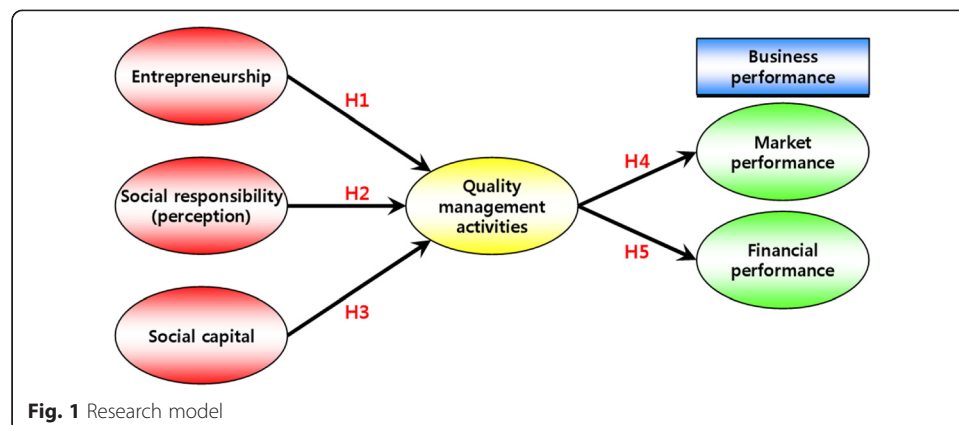 Entrepreneurship
Social responsibility
(perception)
Social capital
H1
H2
H3
Quality
management
activities
H4
H5
Business
performance
Market
performance
Financial
performance
Fig. 1 Research model